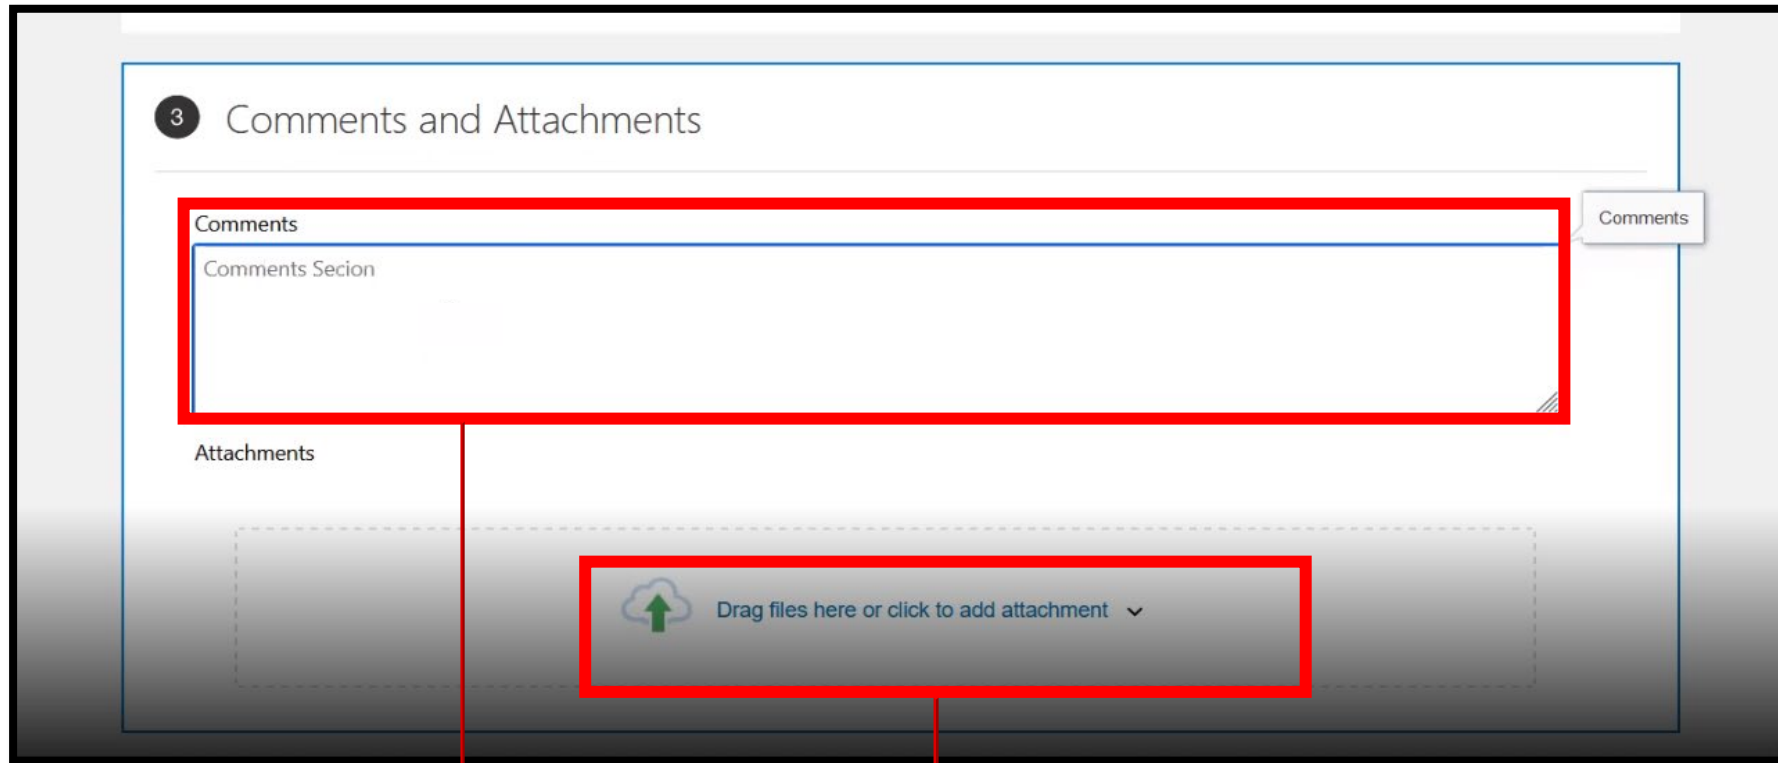 3 Comments and Attachments
Comments
Comments
Comments Secion
Attachments
Drag files here or click to add attachment